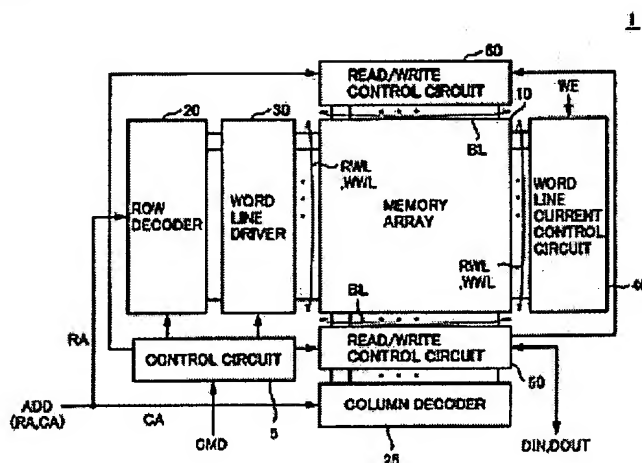 1
60
READ/WRITE
CONTROL CIRCUIT
20
30
10
WE
BL
RWL
,WWL
ROW
DECODER
WORD
LINE
DRIVER
MEMORY
ARRAY
WORD
LINE
CURRENT
CONTROL
CIRCUIT
RWL
,WWL
BL
40
RA
CONTROL CIRCUIT
READ/WRITE
CONTROL CIRCUIT
50
ADD
(RA,CA)
CA
5
COLUMN DECODER
CMD
25
DIN,DOUT